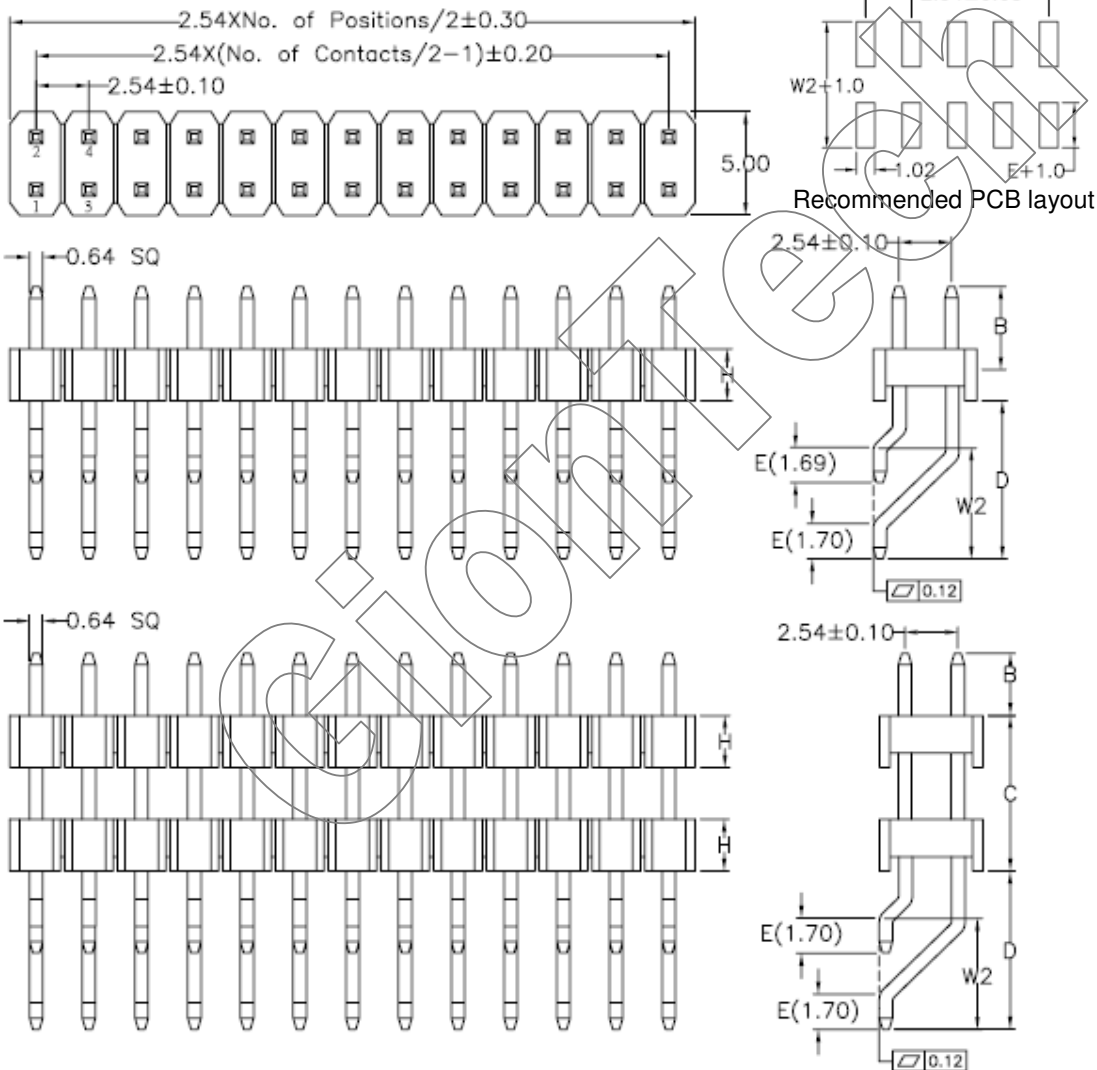 2.54XNo. of Positions/2±0.30
2.54X(No. of Contacts/2-1)±0.20
2.54±0.10
2
4
1
3
5.00
W2+1.0
1.02
E+1.0
Recommended PCB layout
0.64 SQ
H
2.54±0.10
B
E(1.69)
W2
D
E(1.70)
0.12
0.64 SQ
H
H
2.54±0.10
B
C
E(1.70)
W2
D
E(1.70)
0.12
GionTech